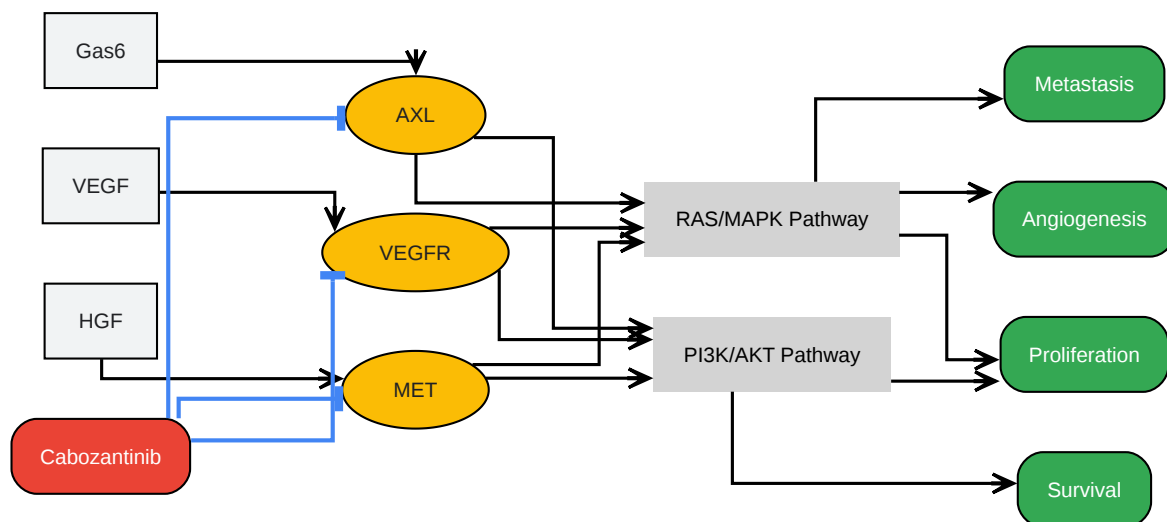 Gas6
Metastasis
AXL
VEGF
RAS/MAPK Pathway
Angiogenesis
VEGFR
HGF
PI3K/AKT Pathway
Proliferation
MET
Cabozantinib
Survival